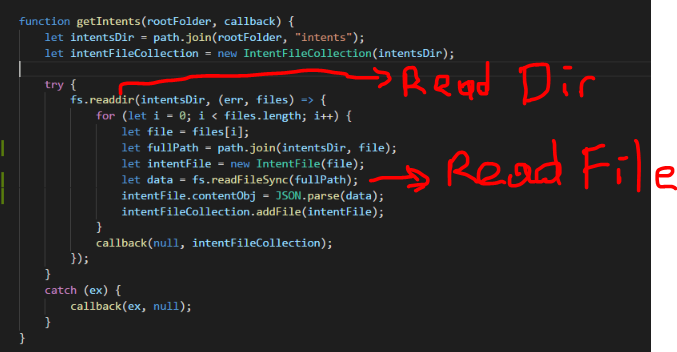 function getIntents(rootFolder, callback) {
let intentsDir = path.join(rootFolder, "intents");
let intentFileCollection = new IntentFileCollection(intentsDir);
try {
fs.readdir(intentsDir, (err, files) => {
for (let i = 0; i < files.length; i++) {
let file = files[i];
let fullPath = path.join(intentsDir, file);
let intentFile = new IntentFile(file);
let data = fs.readFileSync(fullPath);
intentFile.contentObj = JSON.parse(data);
intentFileCollection.addFile(intentFile);
}
callback(null, intentFileCollection);
});
}
catch (ex) {
callback(ex, null);
}
}
Read Dir
Read File